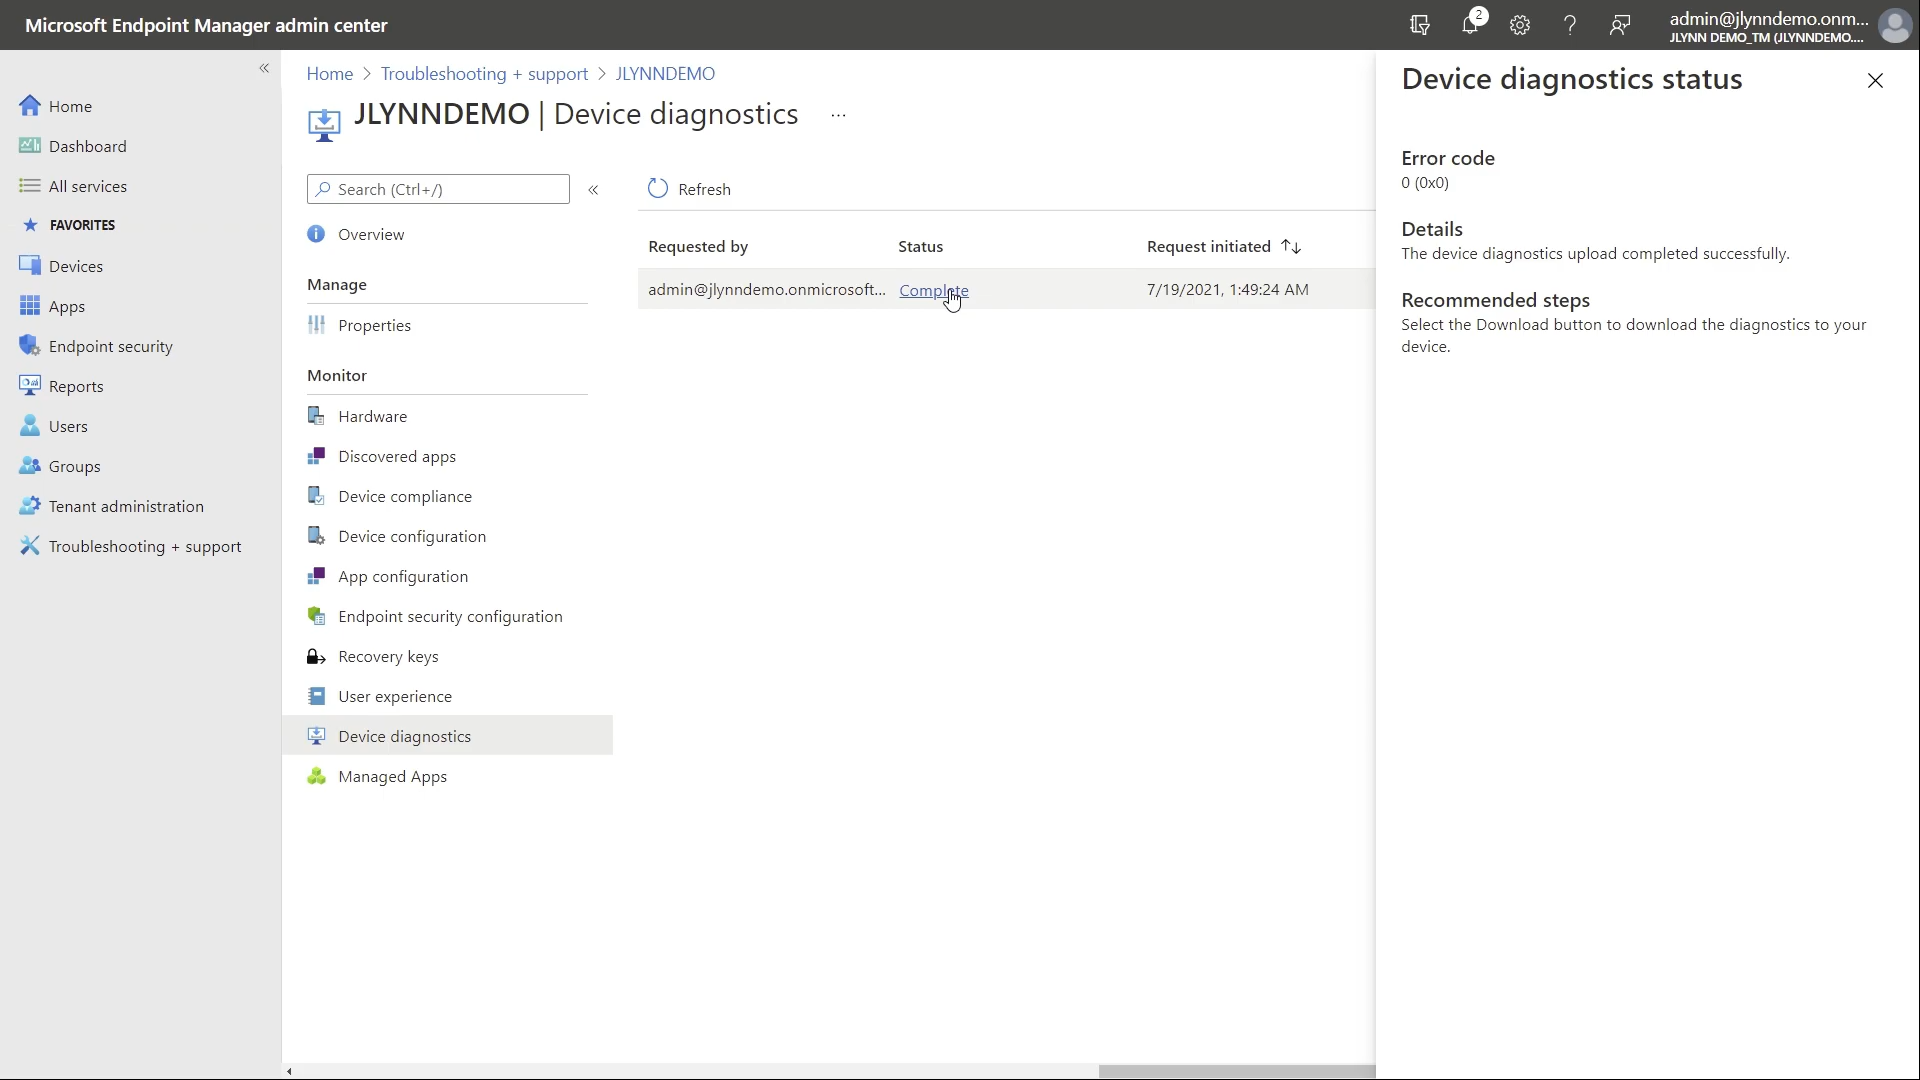 Microsoft Endpoint Manager admin center
2
admin@jlynndemo.onm...
JLYNN DEMO_TM (JLYNNDEMO....
Home
Dashboard
All services
FAVORITES
Devices
Apps
Endpoint security
Reports
Users
Groups
Tenant administration
Troubleshooting + support
Home > Troubleshooting + support > JLYNNDEMO
JLYNNDEMO | Device diagnostics ...
Search (Ctrl+/)
Overview
Manage
Properties
Monitor
Hardware
Discovered apps
Device compliance
Device configuration
App configuration
Endpoint security configuration
Recovery keys
User experience
Device diagnostics
Managed Apps
Refresh
Requested by Status Request initiated
admin@jlynndemo.onmicrosoft... Complete 7/19/2021, 1:49:24 AM
Device diagnostics status
Error code
0 (0x0)
Details
The device diagnostics upload completed successfully.
Recommended steps
Select the Download button to download the diagnostics to your
device.